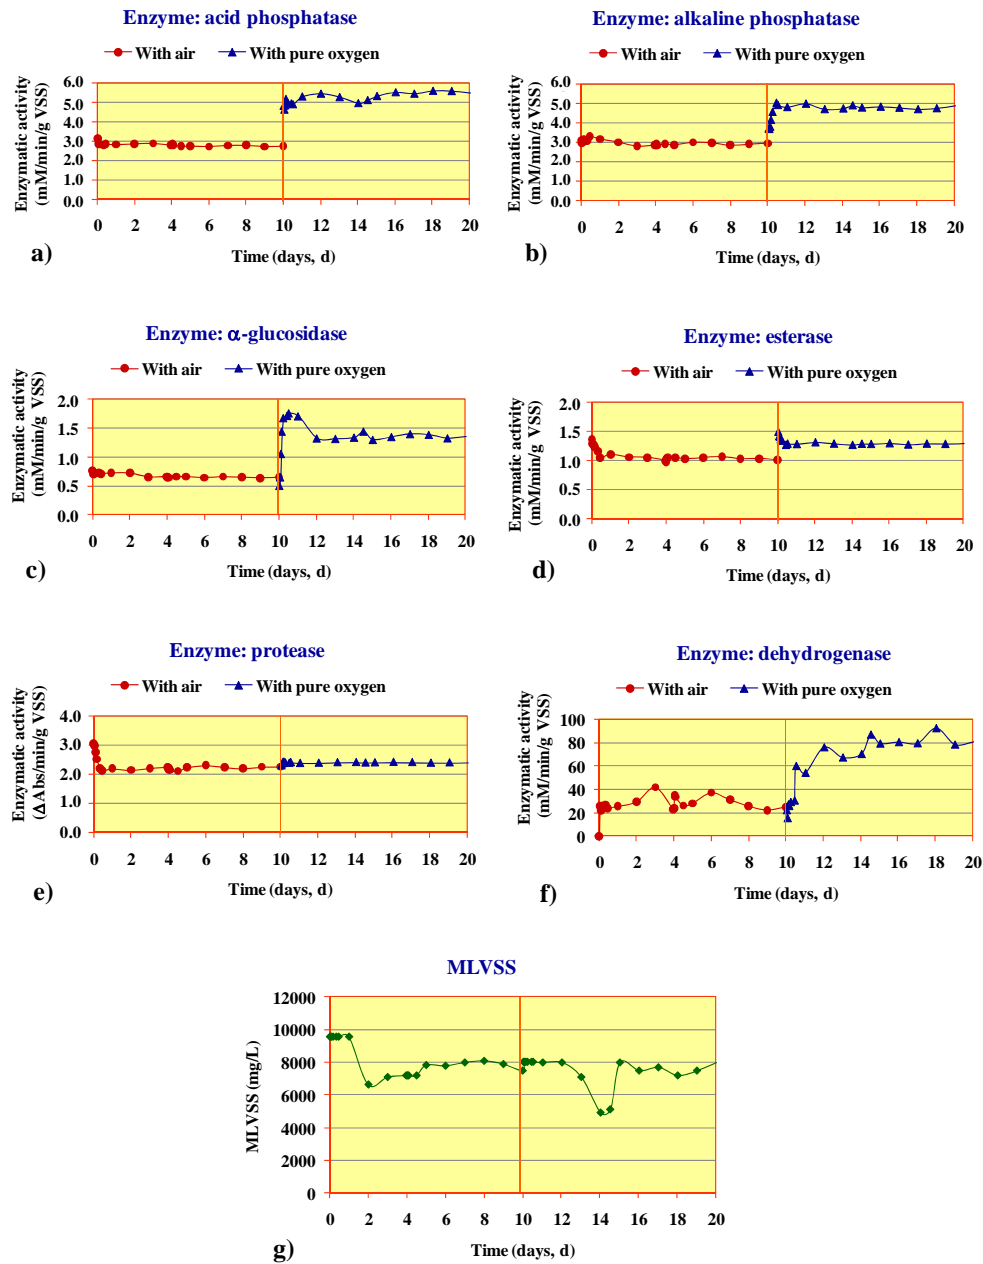 Enzyme: acid phosphatase
With air With pure oxygen
Enzymatic activity
(mM/min/g VSS)
6.0
5.0
4.0
3.0
2.0
1.0
0.0
0 2 4 6 8 10 12 14 16 18 20
Time (days, d)
a)
Enzyme: alkaline phosphatase
With air With pure oxygen
Enzymatic activity
(mM/min/g VSS)
6.0
5.0
4.0
3.0
2.0
1.0
0.0
0 2 4 6 8 10 12 14 16 18 20
Time (days, d)
b)
Enzyme: α-glucosidase
With air With pure oxygen
Enzymatic activity
(mM/min/g VSS)
2.0
1.5
1.0
0.5
0.0
0 2 4 6 8 10 12 14 16 18 20
Time (days, d)
c)
Enzyme: esterase
With air With pure oxygen
Enzymatic activity
(mM/min/g VSS)
2.0
1.5
1.0
0.5
0.0
0 2 4 6 8 10 12 14 16 18 20
Time (days, d)
d)
Enzyme: protease
With air With pure oxygen
Enzymatic activity
(ΔAbs/min/g VSS)
4.0
3.0
2.0
1.0
0.0
0 2 4 6 8 10 12 14 16 18 20
Time (days, d)
e)
Enzyme: dehydrogenase
With air With pure oxygen
Enzymatic activity
(mM/min/g VSS)
100
80
60
40
20
0
0 2 4 6 8 10 12 14 16 18 20
Time (days, d)
f)
MLVSS
MLVSS (mg/L)
12000
10000
8000
6000
4000
2000
0
0 2 4 6 8 10 12 14 16 18 20
Time (days, d)
g)